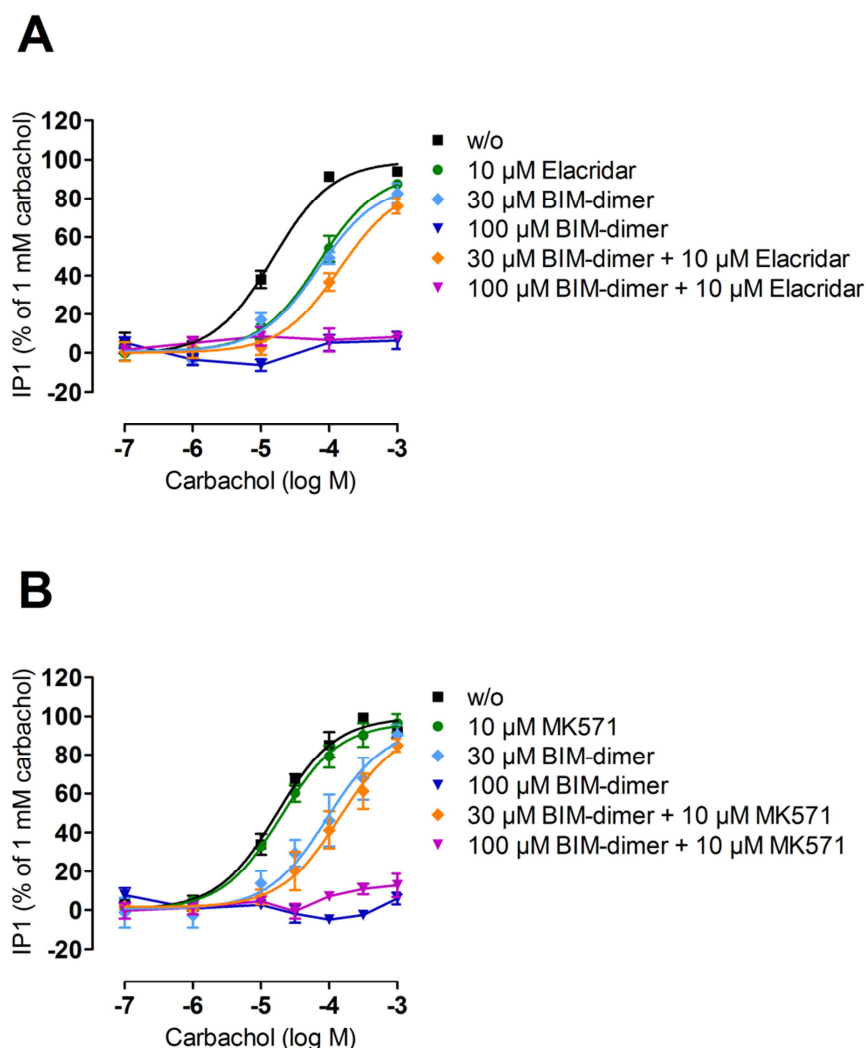 A
IP1 (% of 1 mM carbachol)
120
100
80
60
40
20
0
-20
-7 -6 -5 -4 -3
Carbachol (log M)
w/o
10 µM Elacridar
30 µM BIM-dimer
100 µM BIM-dimer
30 µM BIM-dimer + 10 µM Elacridar
100 µM BIM-dimer + 10 µM Elacridar
B
IP1 (% of 1 mM carbachol)
120
100
80
60
40
20
0
-20
-7 -6 -5 -4 -3
Carbachol (log M)
w/o
10 µM MK571
30 µM BIM-dimer
100 µM BIM-dimer
30 µM BIM-dimer + 10 µM MK571
100 µM BIM-dimer + 10 µM MK571